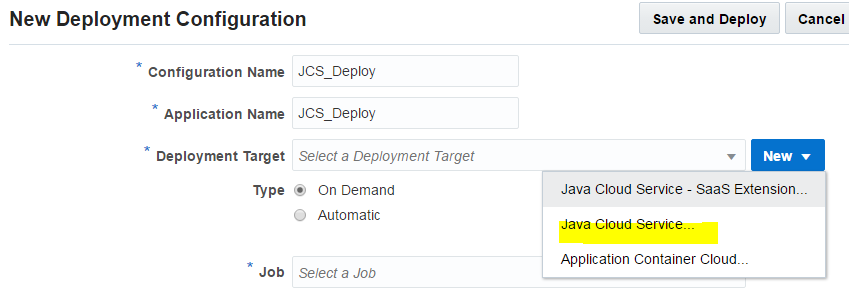 New Deployment Configuration Save and Deploy Cancel
* Configuration Name JCS_Deploy
* Application Name JCS_Deploy
* Deployment Target Select a Deployment Target New
Type On Demand
Automatic
Java Cloud Service - SaaS Extension...
Java Cloud Service...
Application Container Cloud...
* Job Select a Job